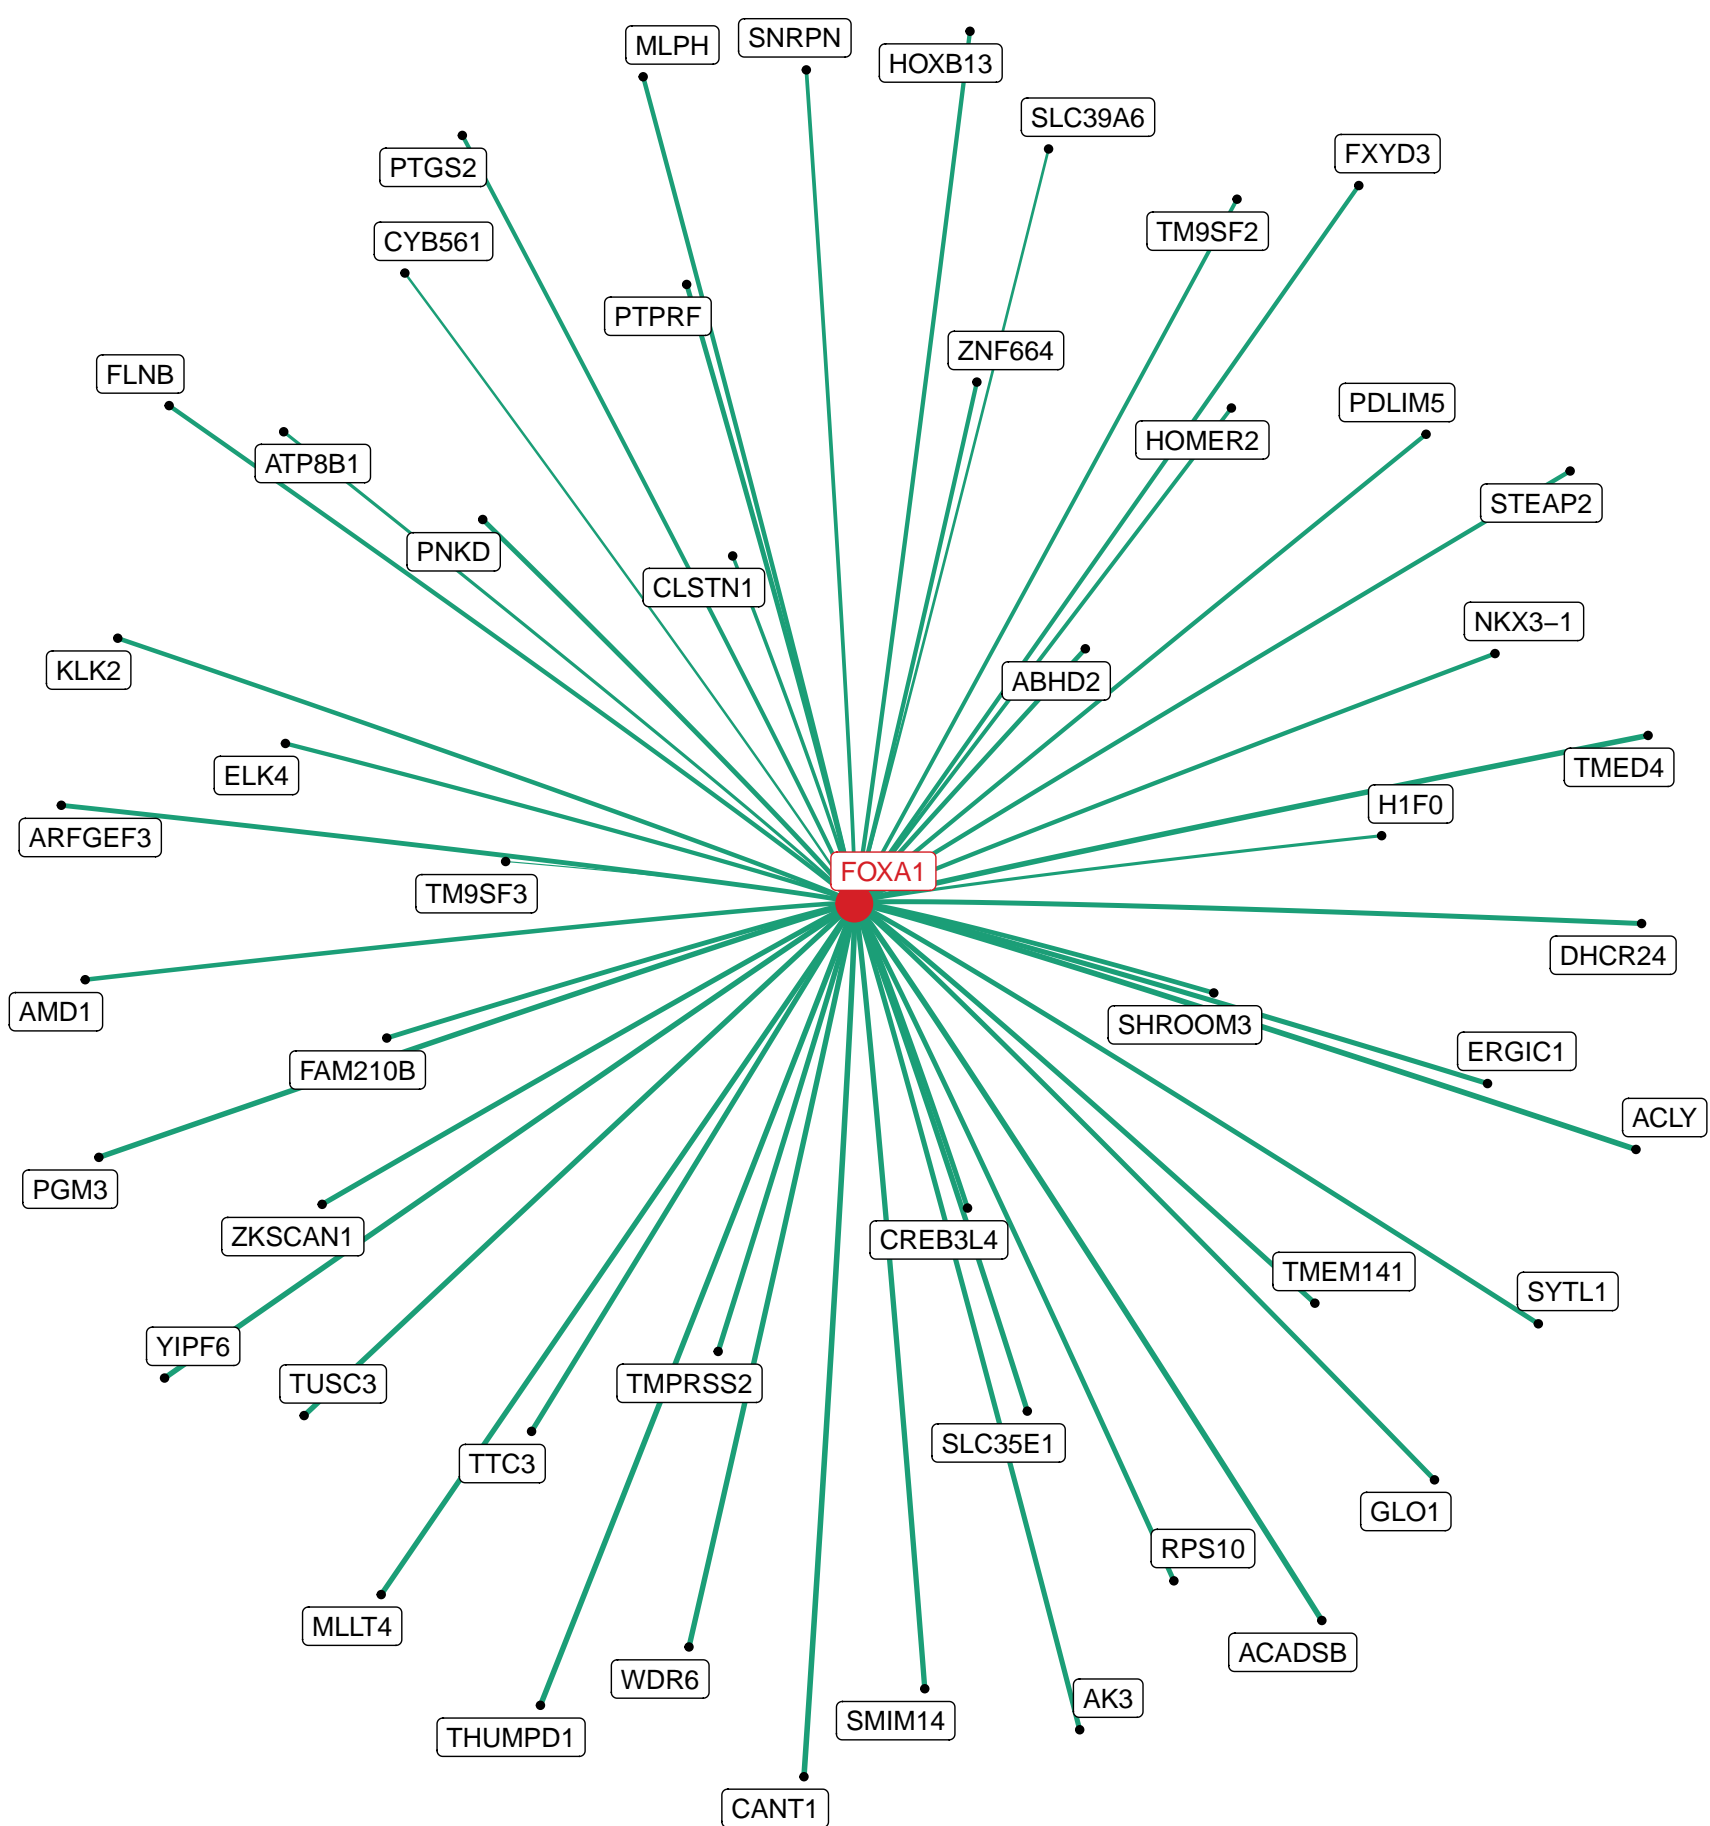 SNRPN
MLPH
HOXB13
SLC39A6
FXYD3
PTGS2
TM9SF2
CYB561
PTPRF
ZNF664
FLNB
PDLIM5
HOMER2
ATP8B1
STEAP2
PNKD
CLSTN1
NKX3–1
KLK2
ABHD2
TMED4
ELK4
H1F0
ARFGEF3
FOXA1
TM9SF3
DHCR24
AMD1
SHROOM3
ERGIC1
FAM210B
ACLY
PGM3
ZKSCAN1
CREB3L4
TMEM141
SYTL1
YIPF6
TUSC3
TMPRSS2
SLC35E1
TTC3
GLO1
RPS10
MLLT4
ACADSB
WDR6
AK3
SMIM14
THUMPD1
CANT1